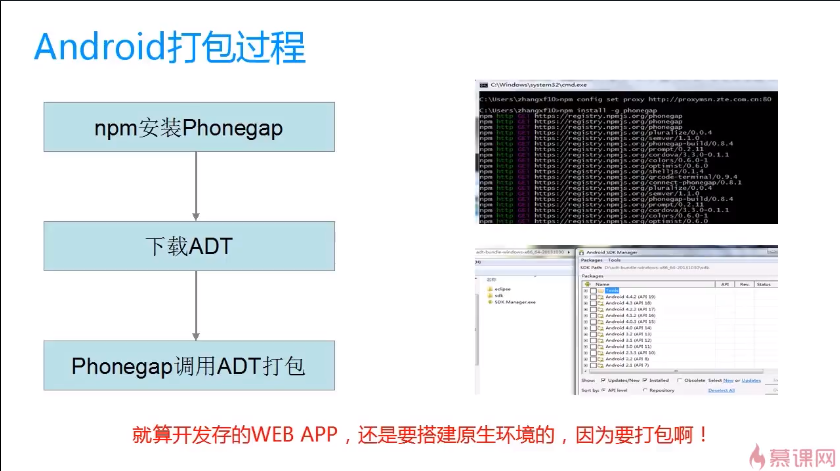 Android打包过程
npm安装Phonegap
下载ADT
Phonegap调用ADT打包
C:\Windows\system32\cmd.exe
C:\Users\zhangxf10>npm config set proxy http://proxymsn.zte.com.cn:80
C:\Users\zhangxf10>npm install -g phonegap
npm http GET https://registry.npmjs.org/phonegap
npm http GET https://registry.npmjs.org/phonegap
npm http GET https://registry.npmjs.org/phonegap
npm http GET https://registry.npmjs.org/pluralize/0.0.4
npm http GET https://registry.npmjs.org/semver/1.1.0
npm http GET https://registry.npmjs.org/phonegap-build/0.8.4
npm http GET https://registry.npmjs.org/prompt/0.2.11
npm http GET https://registry.npmjs.org/cordova/3.3.0-0.1.1
npm http GET https://registry.npmjs.org/colors/0.6.0-1
npm http GET https://registry.npmjs.org/optimist/0.6.0
npm http GET https://registry.npmjs.org/shelljs/0.1.4
npm http GET https://registry.npmjs.org/qrcode-terminal/0.9.4
npm http GET https://registry.npmjs.org/connect-phonegap/0.8.1
npm http GET https://registry.npmjs.org/pluralize/0.0.4
npm http GET https://registry.npmjs.org/semver/1.1.0
npm http GET https://registry.npmjs.org/phonegap-build/0.8.4
npm http GET https://registry.npmjs.org/prompt/0.2.11
npm http GET https://registry.npmjs.org/cordova/3.3.0-0.1.1
npm http GET https://registry.npmjs.org/colors/0.6.0-1
npm http GET https://registry.npmjs.org/optimist/0.6.0
名称
eclipse
sdk
SDK Manager.exe
Android SDK Manager
Packages Tools
SDK Path:
Packages
Name API Rev. Status
Tools
Android 4.4.2 (API 19)
Android 4.3 (API 18)
Android 4.2.2 (API 17)
Android 4.1.2 (API 16)
Android 4.0.3 (API 15)
Android 4.0 (API 14)
Android 3.2 (API 13)
Android 3.1 (API 12)
Android 3.0 (API 11)
Android 2.3.3 (API 10)
Android 2.2 (API 8)
Android 2.1 (API 7)
Show: Updates/New Installed Obsolete Select New or Updates
Sort by: API level Repository Deselect All
就算开发存的WEB APP，还是要搭建原生环境的，因为要打包啊！
慕课网